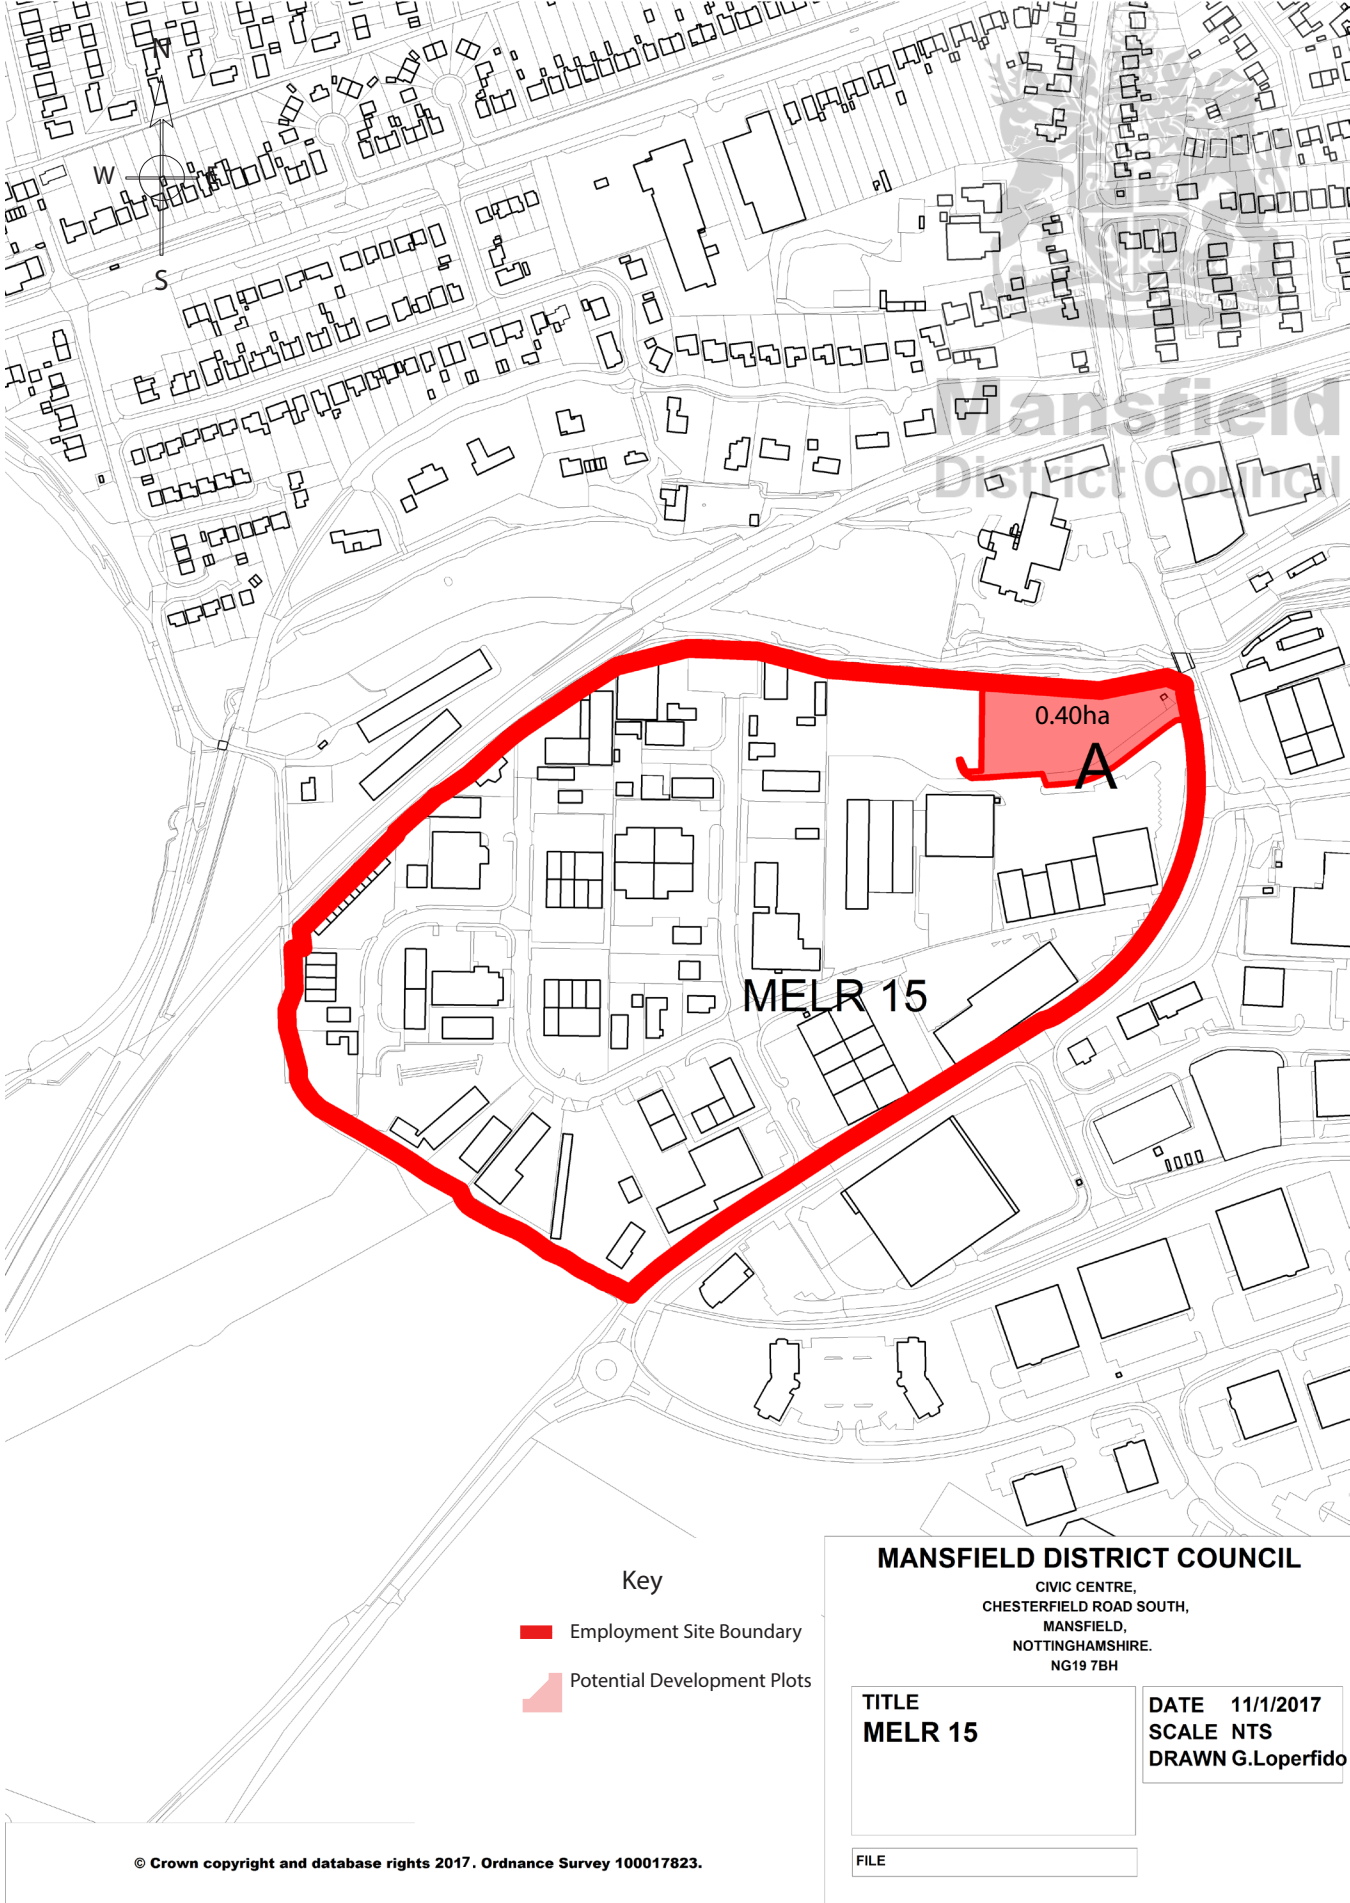 N
W
E
S
Mansfield
District Council
0.40ha
A
MELR 15
Key
Employment Site Boundary
Potential Development Plots
MANSFIELD DISTRICT COUNCIL
CIVIC CENTRE,
CHESTERFIELD ROAD SOUTH,
MANSFIELD,
NOTTINGHAMSHIRE.
NG19 7BH
TITLE
MELR 15
DATE 11/1/2017
SCALE NTS
DRAWN G.Loperfido
FILE
© Crown copyright and database rights 2017. Ordnance Survey 100017823.